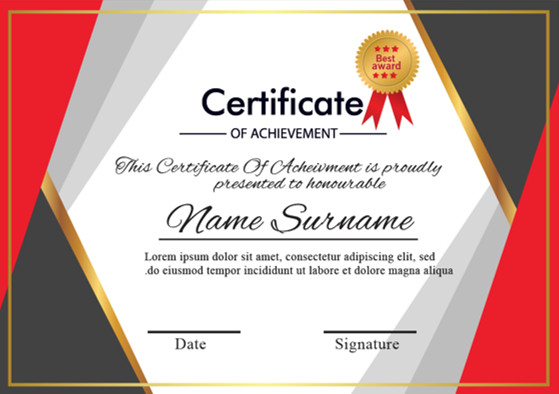 Best
award
Certificate
OF ACHIEVEMENT
This Certificate Of Acheivment is proudly
presented to honourable
Name Surname
Lorem ipsum dolor sit amet, consectetur adipiscing elit, sed
.do eiusmod tempor incididunt ut labore et dolore magna aliqua
Date
Signature